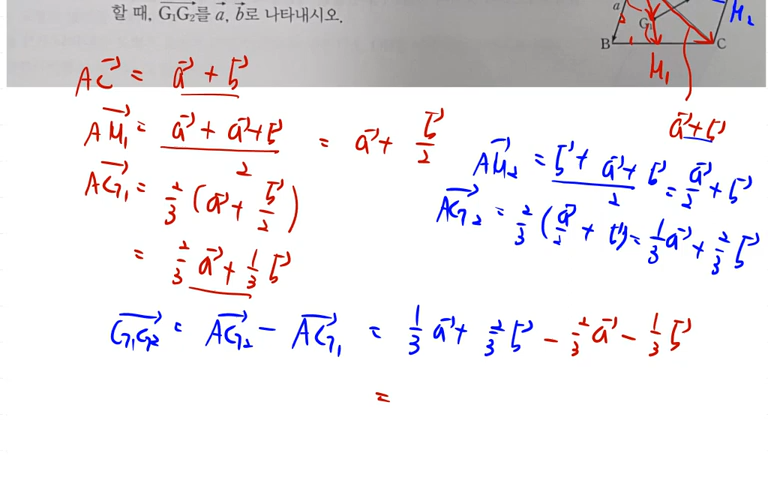 할 때, G₁G₂를 a, b로 나타내시오.
a
G₁
B
C
M₁
M₂
a + b
AC = a + b
AM₁ = (a + a + b)/2 = a + b/2
AG₁ = 2/3 (a + b/2)
= 2/3 a + 1/3 b
AM₂ = (b + a + b)/2 = a/2 + b
AG₂ = 2/3 (a/2 + b) = 1/3 a + 2/3 b
G₁G₂ = AG₂ - AG₁ = 1/3 a + 2/3 b - 2/3 a - 1/3 b
=